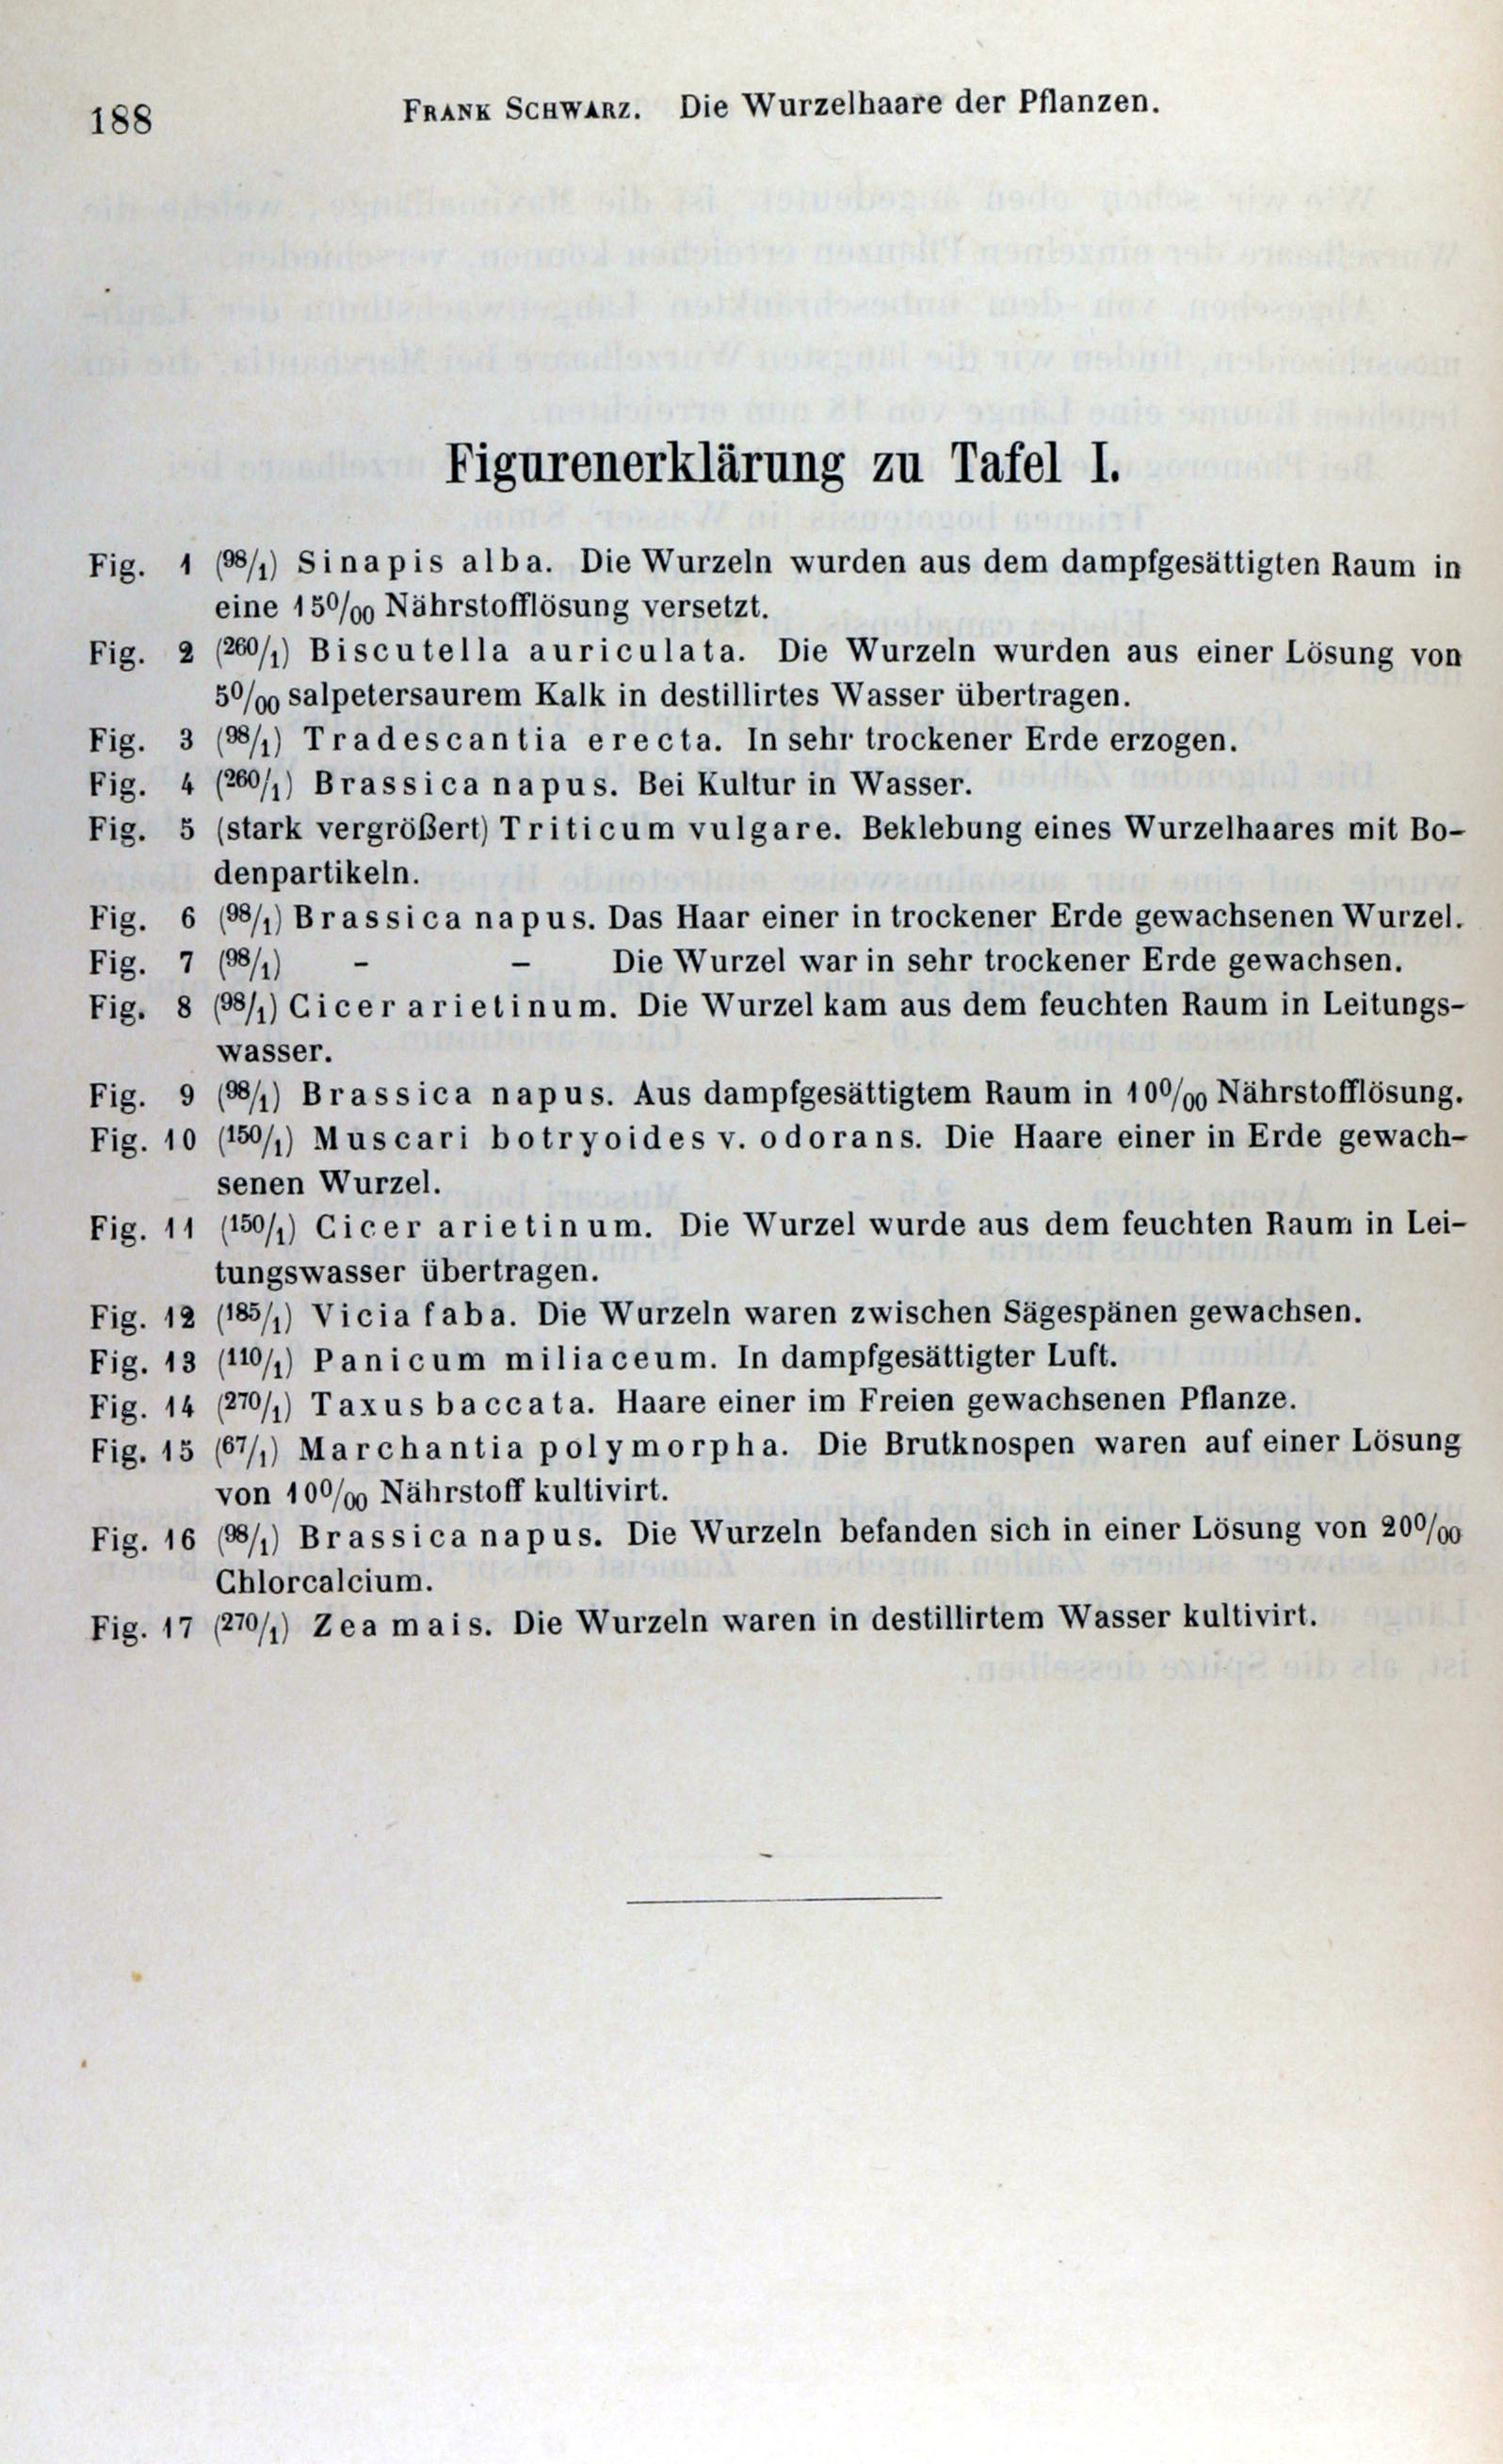 188
FRANK SCHWARZ. Die Wurzelhaare der Pflanzen.
Figurenerklärung zu Tafel I.
Fig. 1 (98/1) Sinapis alba. Die Wurzeln wurden aus dem dampfgesättigten Raum in
eine 15 0/00 Nährstofflösung versetzt.
Fig. 2 (260/1) Biscutella auriculata. Die Wurzeln wurden aus einer Lösung von
5 0/00 salpetersaurem Kalk in destillirtes Wasser übertragen.
Fig. 3 (98/1) Tradescantia erecta. In sehr trockener Erde erzogen.
Fig. 4 (260/1) Brassica napus. Bei Kultur in Wasser.
Fig. 5 (stark vergrößert) Triticum vulgare. Beklebung eines Wurzelhaares mit Bo-
denpartikeln.
Fig. 6 (98/1) Brassica napus. Das Haar einer in trockener Erde gewachsenen Wurzel.
Fig. 7 (98/1) - - Die Wurzel war in sehr trockener Erde gewachsen.
Fig. 8 (98/1) Cicer arietinum. Die Wurzel kam aus dem feuchten Raum in Leitungs-
wasser.
Fig. 9 (98/1) Brassica napus. Aus dampfgesättigtem Raum in 10 0/00 Nährstofflösung.
Fig. 10 (150/1) Muscari botryoides v. odorans. Die Haare einer in Erde gewach-
senen Wurzel.
Fig. 11 (150/1) Cicer arietinum. Die Wurzel wurde aus dem feuchten Raum in Lei-
tungswasser übertragen.
Fig. 12 (185/1) Vicia faba. Die Wurzeln waren zwischen Sägespänen gewachsen.
Fig. 13 (110/1) Panicum miliaceum. In dampfgesättigter Luft.
Fig. 14 (270/1) Taxus baccata. Haare einer im Freien gewachsenen Pflanze.
Fig. 15 (67/1) Marchantia polymorpha. Die Brutknospen waren auf einer Lösung
von 10 0/00 Nährstoff kultivirt.
Fig. 16 (98/1) Brassica napus. Die Wurzeln befanden sich in einer Lösung von 20 0/00
Chlorcalcium.
Fig. 17 (270/1) Zea mais. Die Wurzeln waren in destillirtem Wasser kultivirt.